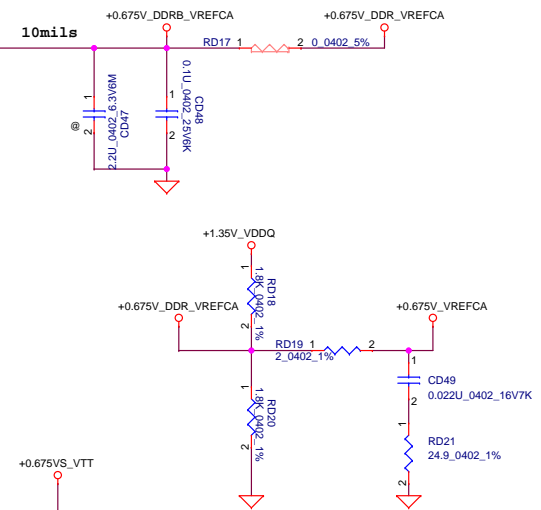 +0.675V_DDRB_VREFCA
+0.675V_DDR_VREFCA
10mils
RD17 1
2 0_0402_5%
1
2
@
2.2U_0402_6.3V6M
CD47
1
2
0.1U_0402_25V6K
CD48
+1.35V_VDDQ
1
2
1.8K_0402_1%
RD18
+0.675V_DDR_VREFCA
+0.675V_VREFCA
RD19 1
2
2_0402_1%
1
2
CD49
0.022U_0402_16V7K
1
2
1.8K_0402_1%
RD20
1
2
RD21
24.9_0402_1%
+0.675VS_VTT